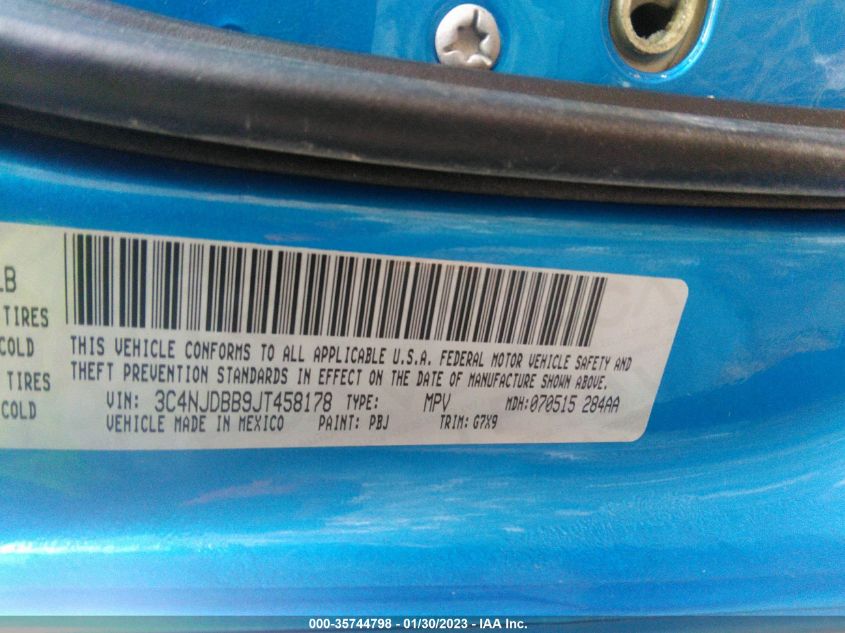 LB
TIRES
COLD
TIRES
COLD
THIS VEHICLE CONFORMS TO ALL APPLICABLE U.S.A. FEDERAL MOTOR VEHICLE SAFETY AND
THEFT PREVENTION STANDARDS IN EFFECT ON THE DATE OF MANUFACTURE SHOWN ABOVE.
VIN: 3C4NJDBB9JT458178 TYPE: MPV MDH:070515 284AA
VEHICLE MADE IN MEXICO PAINT: PBJ TRIM: G7X9
000-35744798 - 01/30/2023 - IAA Inc.